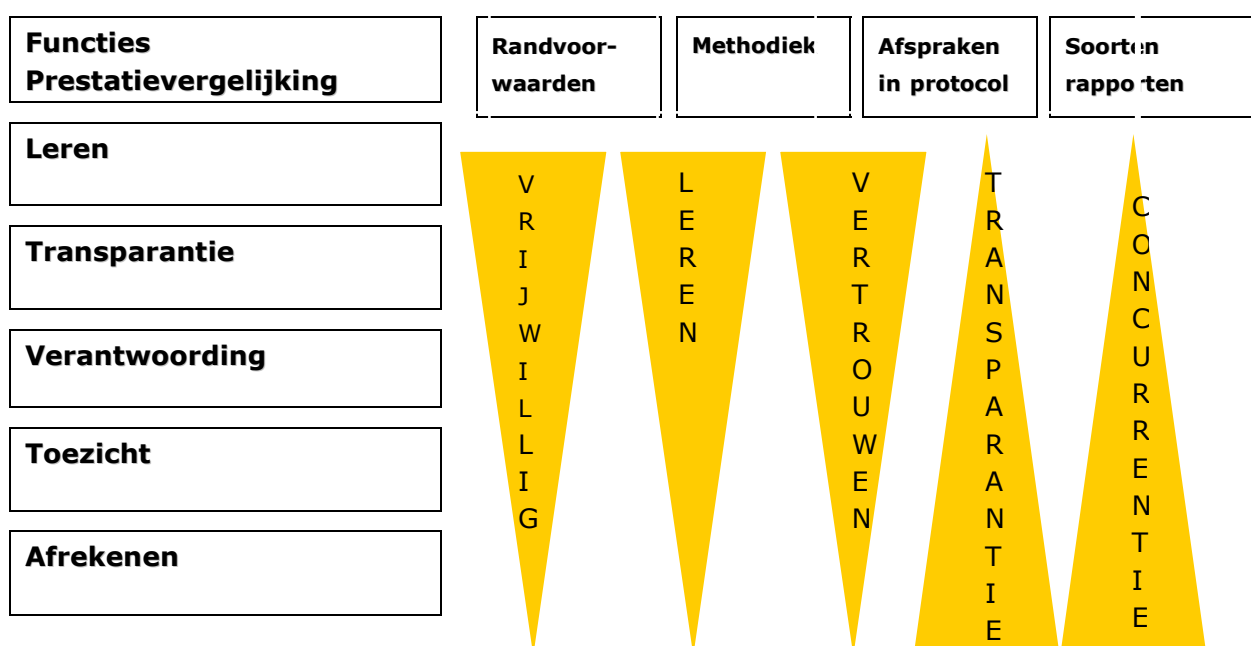 Functies
Prestatievergelijking
Randvoor-
waarden
Methodiek
Afspraken
in protocol
Soorten
rapporten
Leren
Transparantie
Verantwoording
Toezicht
Afrekenen
VRIJWILLIG
LEREN
VERTROUWEN
TRANSPARANTIE
CONCURRENTIE